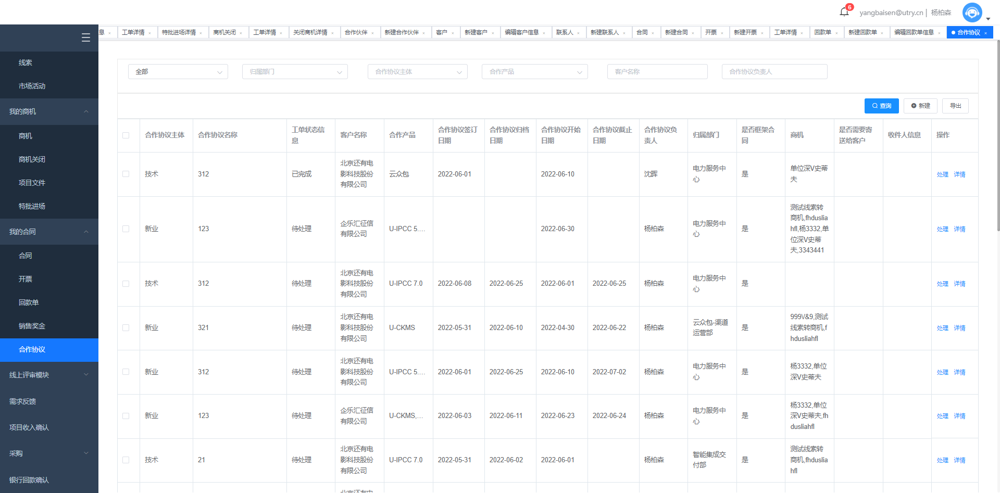 6
yangbaisen@utry.cn | 杨柏森
息 × 工单详情 × 特批进场详情 × 商机关闭 × 工单详情 × 关闭商机详情 × 合作伙伴 × 新建合作伙伴 × 客户 × 新建客户 × 编辑客户信息 × 联系人 × 新建联系人 × 合同 × 新建合同 × 开票 × 新建开票 × 工单详情 × 回款单 × 新建回款单 × 编辑回款单信息 × 合作协议 ×
线索
市场活动
我的商机
商机
商机关闭
项目文件
特批进场
我的合同
合同
开票
回款单
销售奖金
合作协议
线上评审模块
需求反馈
项目收入确认
采购
银行回款确认
全部 归属部门 合作协议主体 合作产品 客户名称 合作协议负责人
查询 新建 导出
合作协议主体
合作协议名称
工单状态信
息
客户名称
合作产品
合作协议签订
日期
合作协议归档
日期
合作协议开始
日期
合作协议截止
日期
合作协议负
责人
归属部门
是否框架合
同
商机
是否需要寄
送给客户
收件人信息
操作
技术
312
已完成
北京还有电
影科技股份
有限公司
云众包
2022-06-01
2022-06-10
沈晖
电力服务中
心
是
单位深V史蒂
夫
处理 详情
新业
123
待处理
企乐汇征信
有限公司
U-IPCC 5....
2022-06-30
杨柏森
电力服务中
心
是
测试线索转
商机,fhduslia
hfl,杨3332,单
位深V史蒂
夫,3343441
处理 详情
技术
312
待处理
北京还有电
影科技股份
有限公司
U-IPCC 7.0
2022-06-08
2022-06-25
2022-06-01
2022-06-25
杨柏森
电力服务中
心
是
处理 详情
新业
321
待处理
北京还有电
影科技股份
有限公司
U-CKMS
2022-05-31
2022-06-10
2022-04-30
2022-06-22
杨柏森
云众包-渠道
运营部
是
999\/&9,测试
线索转商机,f
hdusliahfl
处理 详情
新业
312
待处理
北京还有电
影科技股份
有限公司
U-IPCC 5....
2022-06-01
2022-06-25
2022-06-10
2022-07-02
杨柏森
电力服务中
心
是
杨3332,单位
深V史蒂夫
处理 详情
新业
123
待处理
企乐汇征信
有限公司
U-CKMS,...
2022-06-03
2022-06-11
2022-06-23
2022-06-24
杨柏森
电力服务中
心
是
杨3332,单位
深V史蒂夫,fh
dusliahfl
处理 详情
技术
21
待处理
北京还有电
影科技股份
有限公司
U-IPCC 7.0
2022-05-31
2022-06-02
2022-06-01
杨柏森
智能集成交
付部
是
测试线索转
商机,fhduslia
hfl
处理 详情
北京还有电